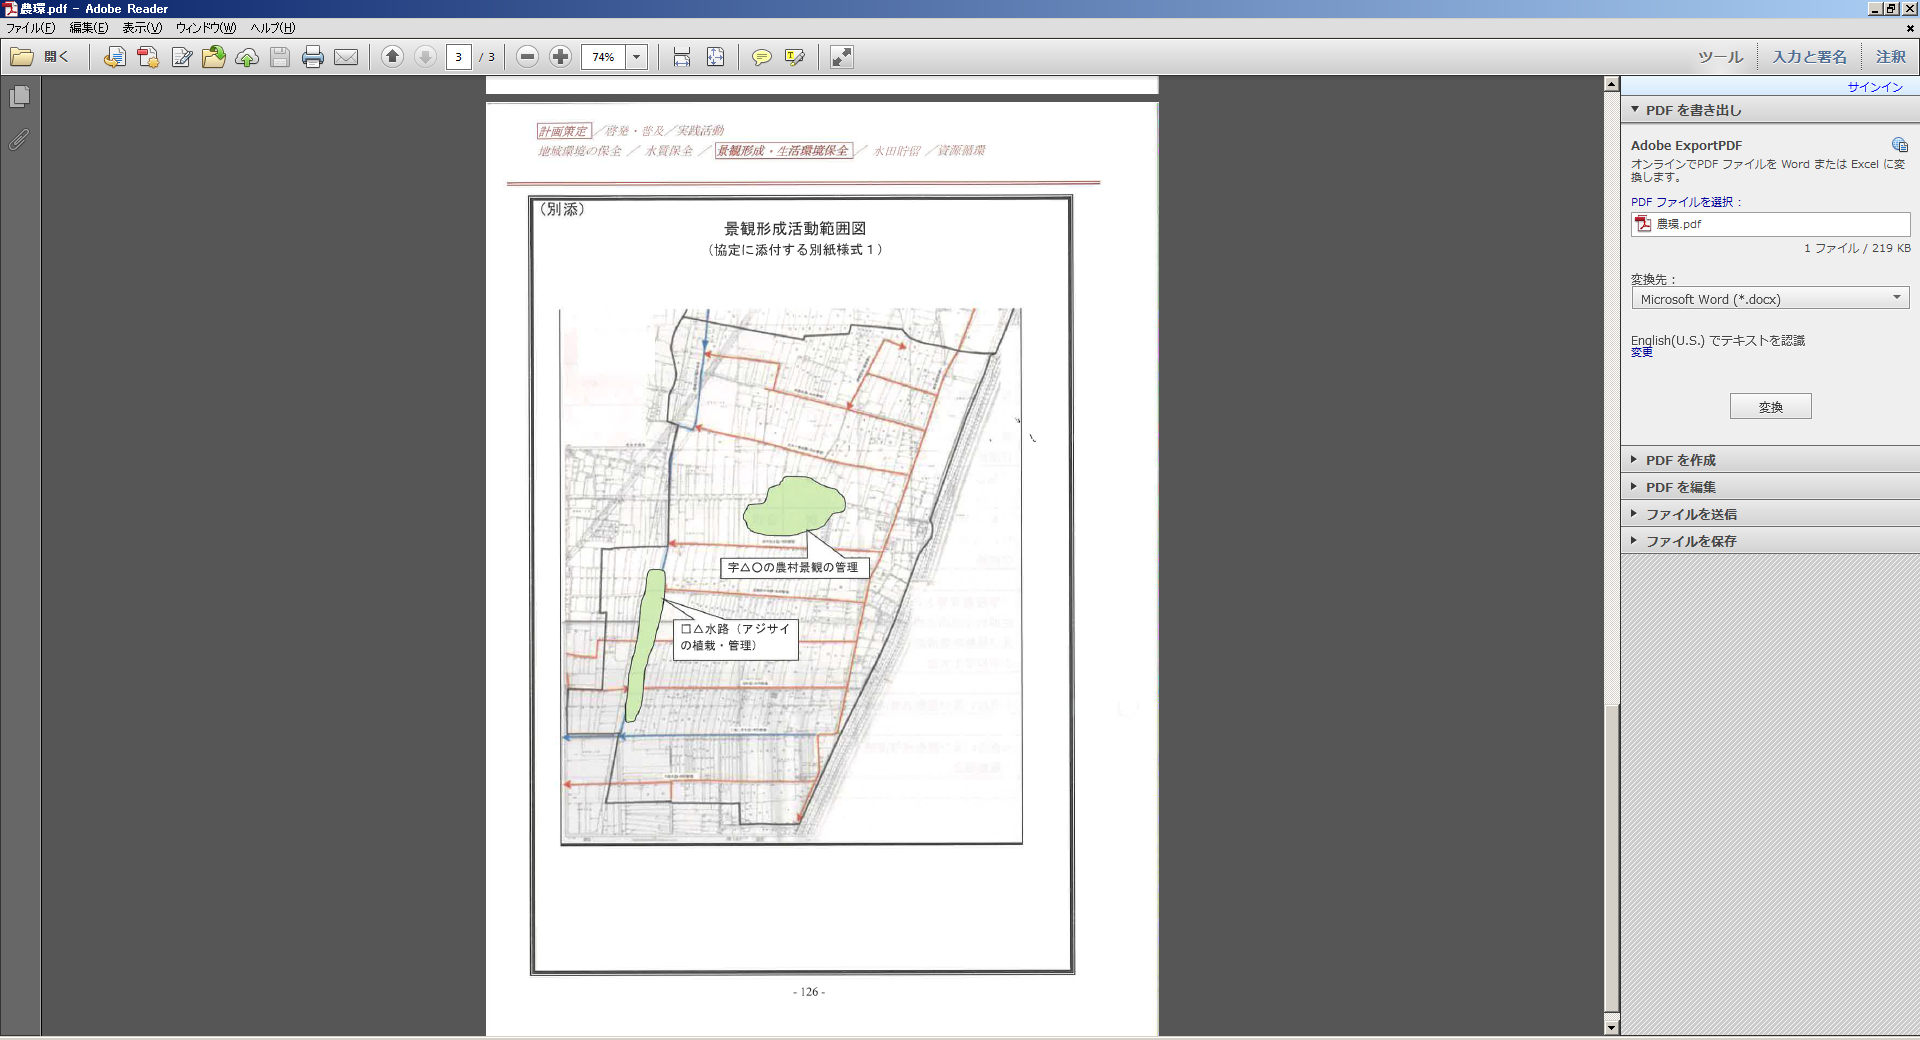 農環.pdf - Adobe Reader
ファイル(F) 編集(E) 表示(V) ウィンドウ(W) ヘルプ(H)
開く 3 / 3 74% ツール 入力と署名 注釈
サインイン
PDF を書き出し
Adobe ExportPDF
オンラインでPDF ファイルを Word または Excel に変
換します。
PDF ファイルを選択：
農環.pdf
1 ファイル / 219 KB
変換先：
Microsoft Word (*.docx)
English(U.S.) でテキストを認識
変更
変換
PDF を作成
PDF を編集
ファイルを送信
ファイルを保存
計画策定／啓発・普及／実践活動
地域環境の保全 ／ 水質保全 ／ 景観形成・生活環境保全 ／ 水田貯留 ／資源循環
（別添）
景観形成活動範囲図
（協定に添付する別紙様式１）
字△〇の農村景観の管理
□△水路（アジサイ
の植栽・管理）
- 126 -